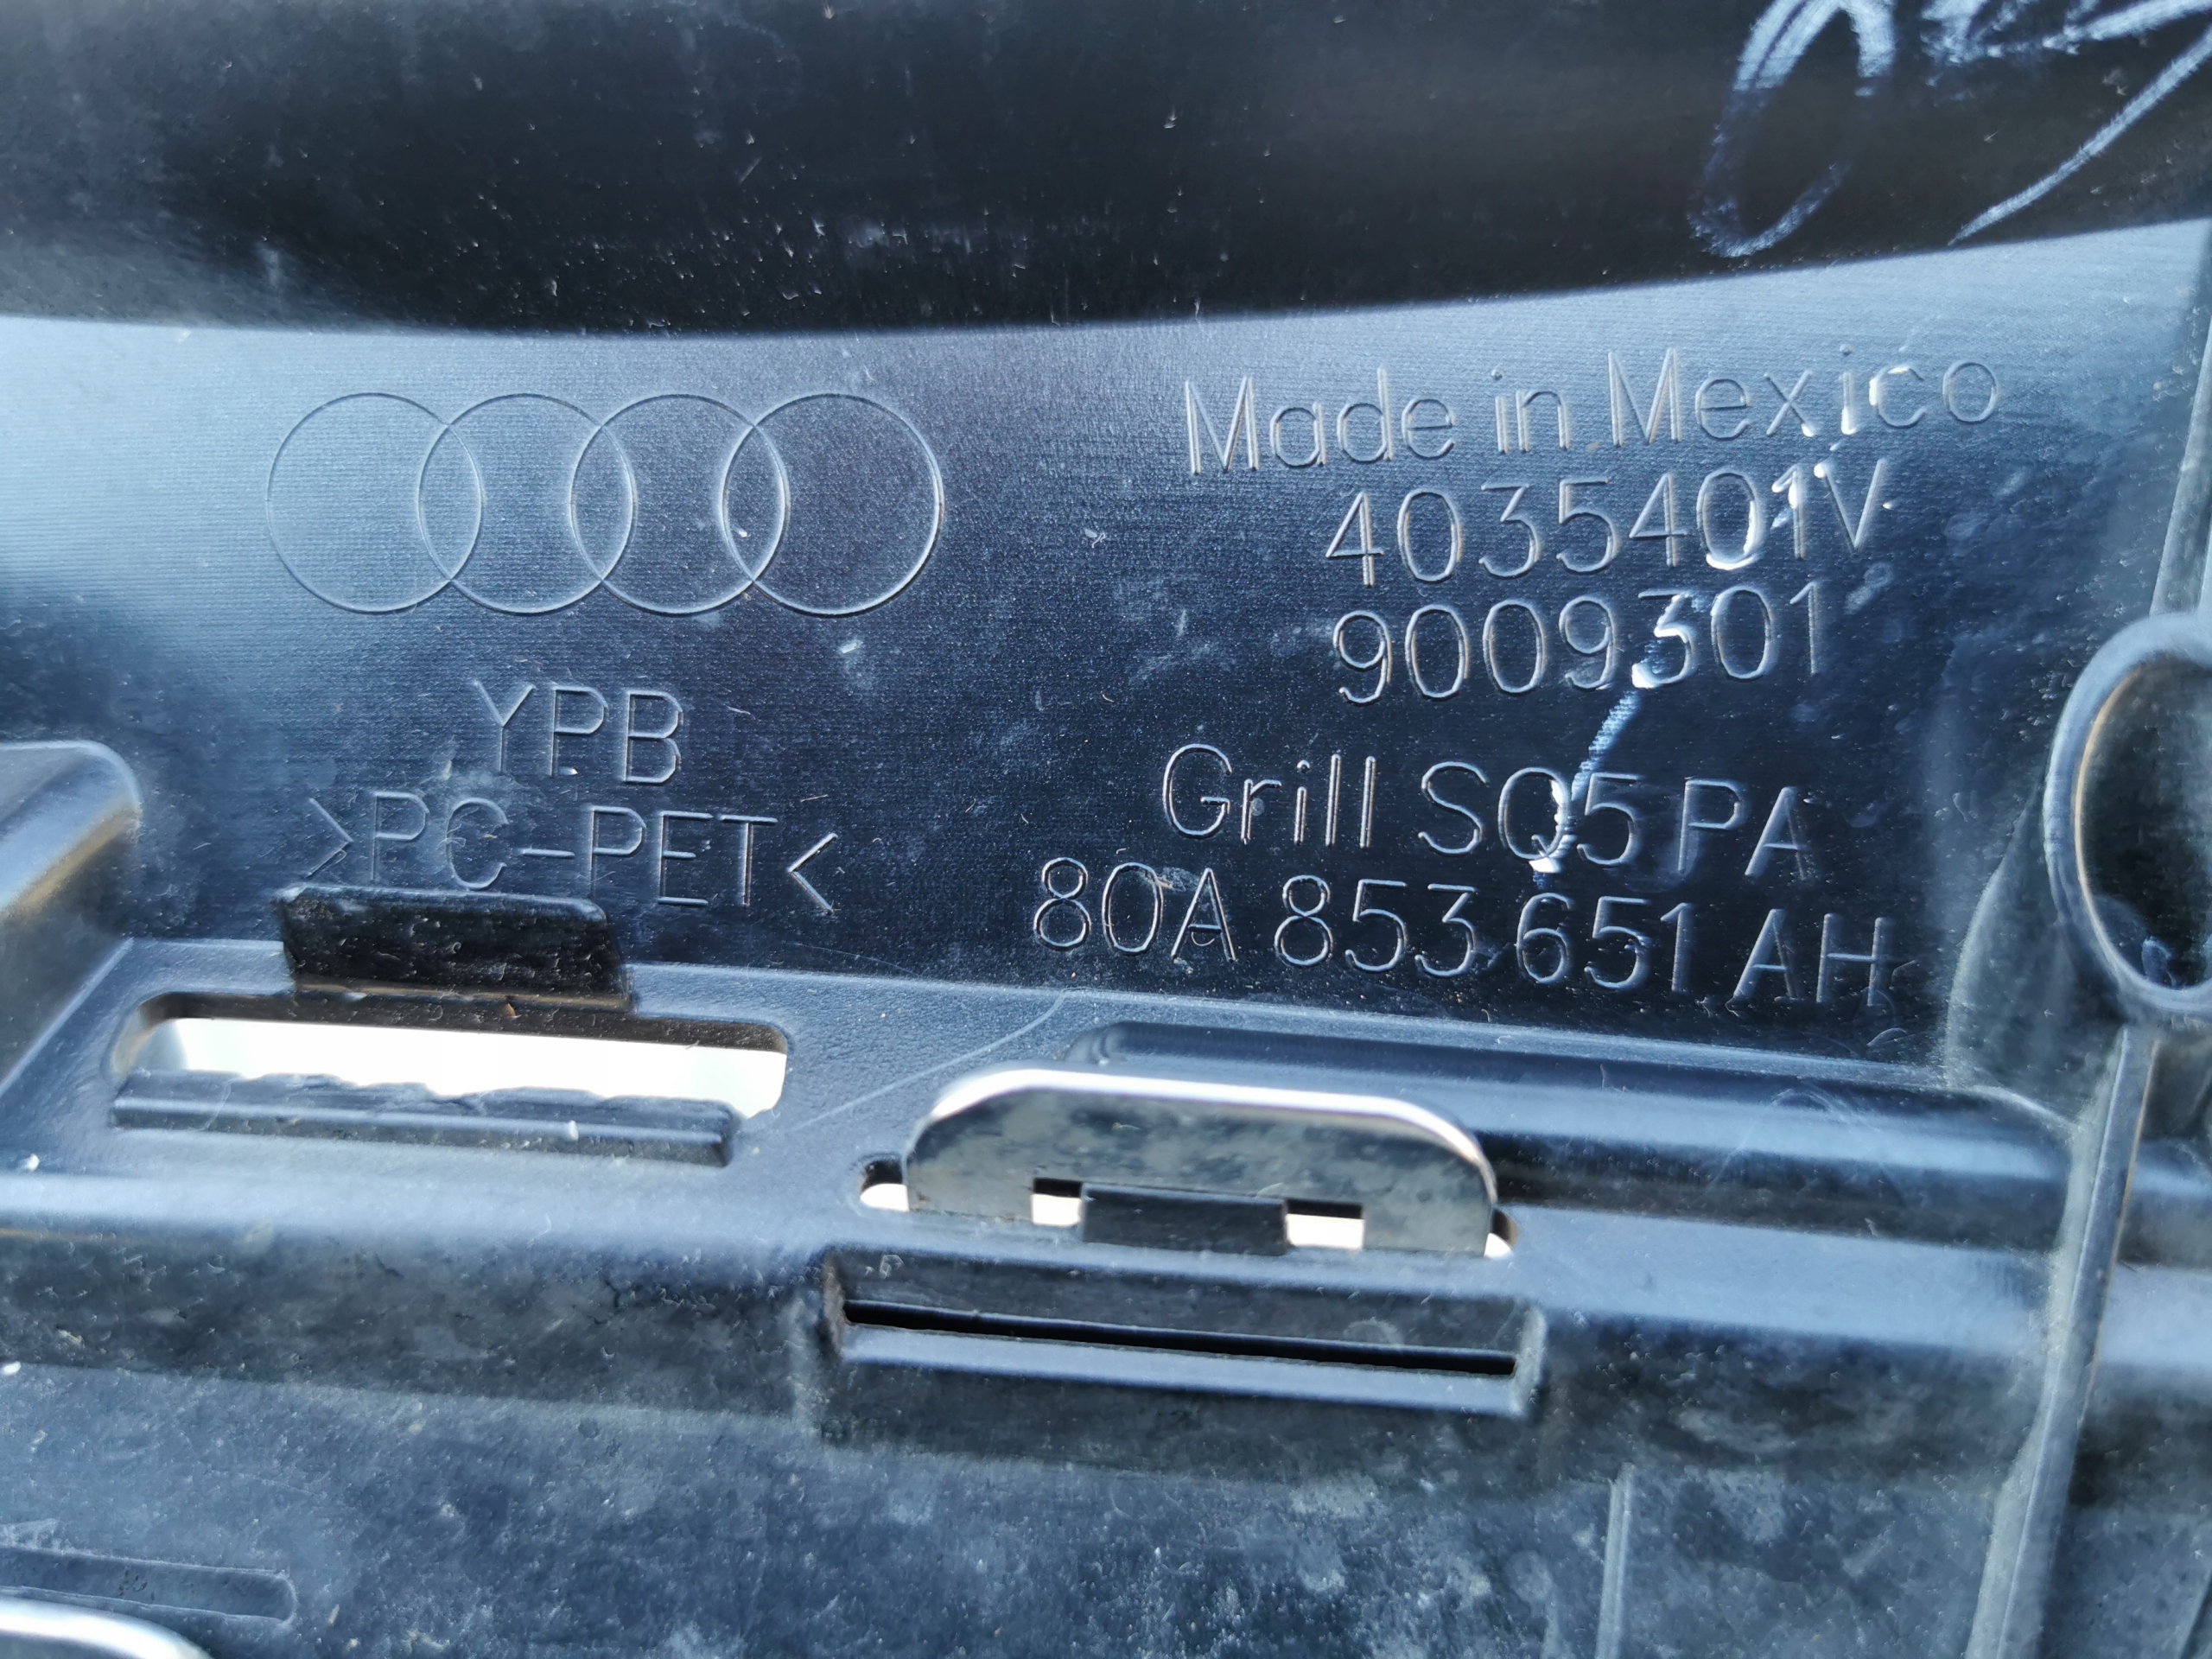 Made in Mexico
4035401V
9009301
YPB
>PC-PET<
Grill SQ5 PA
80A 853 651 AH